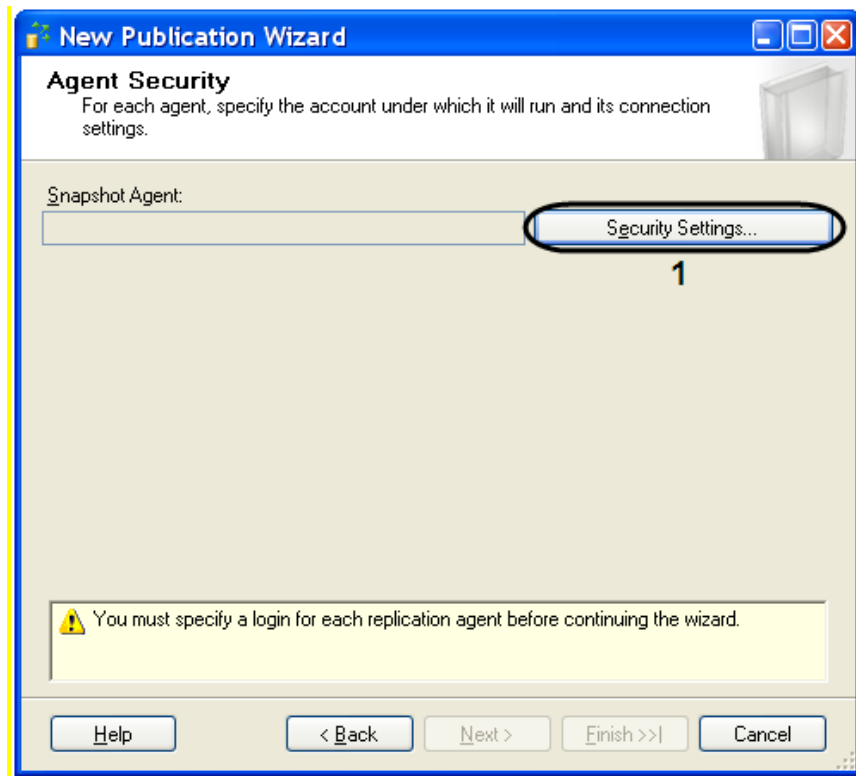 New Publication Wizard
Agent Security
For each agent, specify the account under which it will run and its connection
settings.
Snapshot Agent:
Security Settings...
1
You must specify a login for each replication agent before continuing the wizard.
Help
< Back
Next >
Finish >>|
Cancel